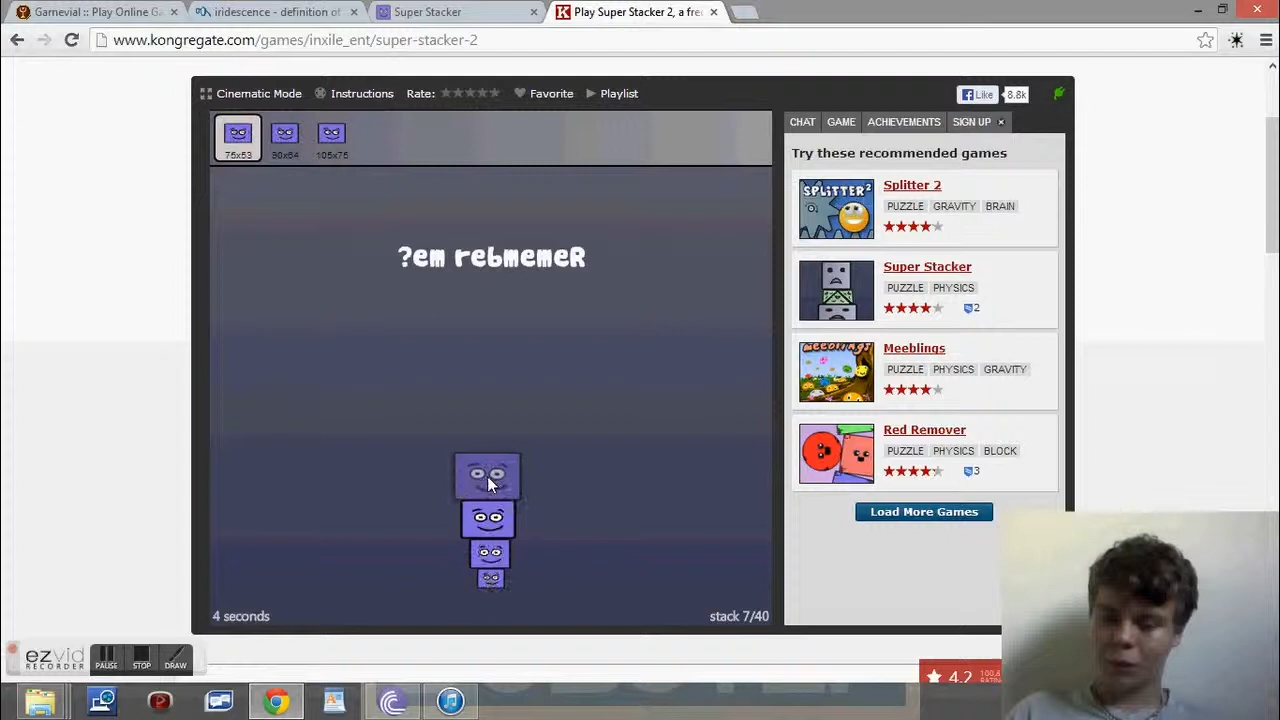 Garnevial :: Play Online Ga
iridescence - definition of
Super Stacker
Play Super Stacker 2, a fre
www.kongregate.com/games/inxile_ent/super-stacker-2
Cinematic Mode
Instructions
Rate:
Favorite
Playlist
Like
8.8k
75x53
90x64
105x75
?em rebmemeR
4 seconds
stack 7/40
CHAT
GAME
ACHIEVEMENTS
SIGN UP
Try these recommended games
SPLITTER²
Splitter 2
PUZZLE GRAVITY BRAIN
Super Stacker
PUZZLE PHYSICS
2
MEEBLINGS
Meeblings
PUZZLE PHYSICS GRAVITY
Red Remover
PUZZLE PHYSICS BLOCK
3
Load More Games
ezvid
RECORDER
PAUSE
STOP
DRAW
4.2